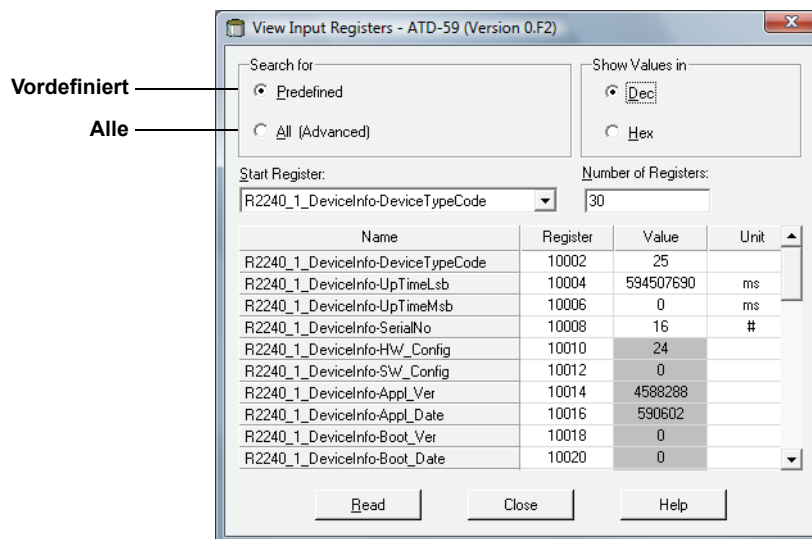 View Input Registers - ATD-59 (Version 0.F2)
Search for
Vordefiniert
Predefined
Alle
All (Advanced)
Show Values in
Dec
Hex
Start Register:
Number of Registers:
R2240_1_DeviceInfo-DeviceTypeCode
30
Name Register Value Unit
R2240_1_DeviceInfo-DeviceTypeCode 10002 25
R2240_1_DeviceInfo-UpTimeLsb 10004 594507690 ms
R2240_1_DeviceInfo-UpTimeMsb 10006 0 ms
R2240_1_DeviceInfo-SerialNo 10008 16 #
R2240_1_DeviceInfo-HW_Config 10010 24
R2240_1_DeviceInfo-SW_Config 10012 0
R2240_1_DeviceInfo-Appl_Ver 10014 4588288
R2240_1_DeviceInfo-Appl_Date 10016 590602
R2240_1_DeviceInfo-Boot_Ver 10018 0
R2240_1_DeviceInfo-Boot_Date 10020 0
Read Close Help